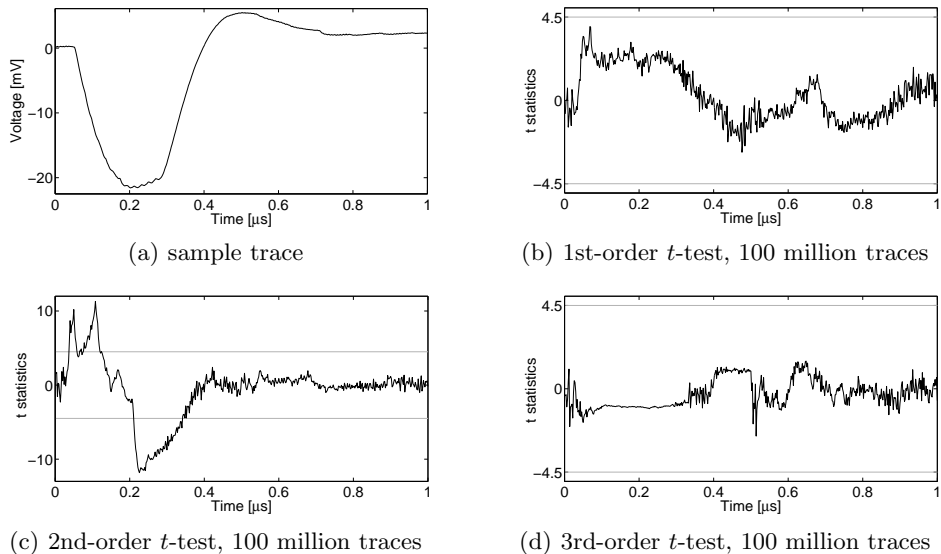 0
−10
−20
Voltage [mV]
0 0.2 0.4 0.6 0.8 1
Time [µs]
(a) sample trace
4.5
0
−4.5
t statistics
0 0.2 0.4 0.6 0.8 1
Time [µs]
(b) 1st-order t-test, 100 million traces
10
0
−10
t statistics
0 0.2 0.4 0.6 0.8 1
Time [µs]
(c) 2nd-order t-test, 100 million traces
4.5
0
−4.5
t statistics
0 0.2 0.4 0.6 0.8 1
Time [µs]
(d) 3rd-order t-test, 100 million traces